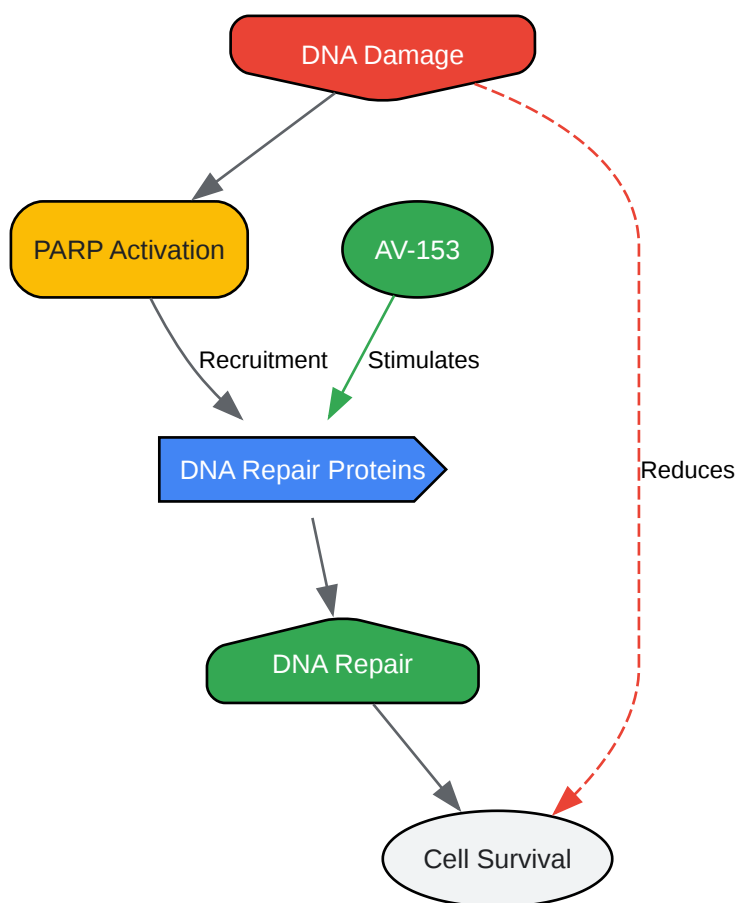 DNA Damage
PARP Activation
AV-153
Recruitment
Stimulates
DNA Repair Proteins
Reduces
DNA Repair
Cell Survival